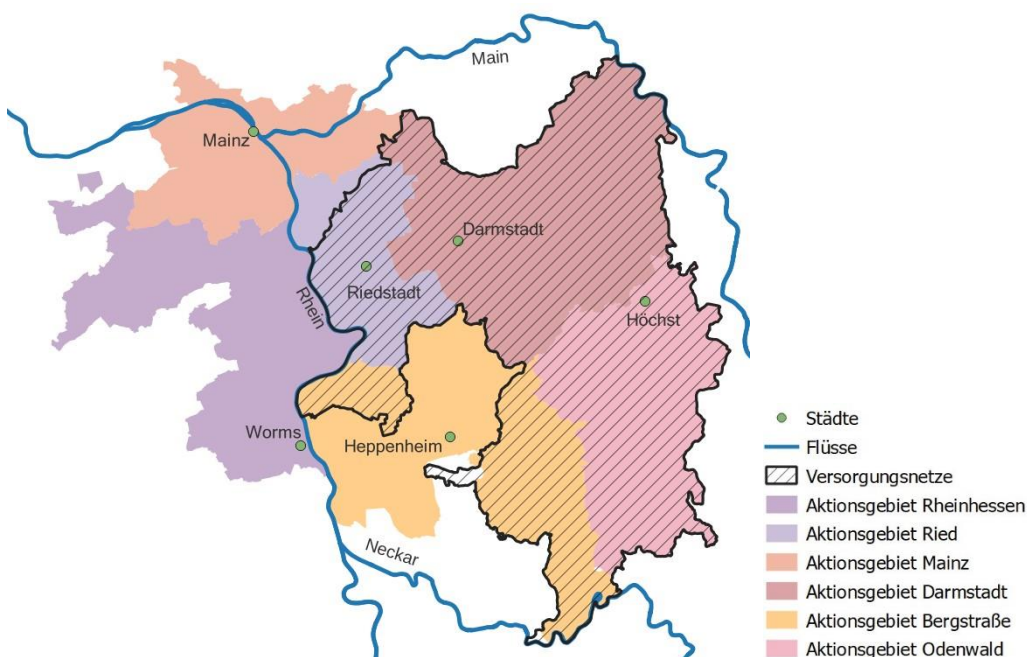 Main
Mainz
Darmstadt
Riedstadt
Rhein
Höchst
Worms
Heppenheim
Neckar
Städte
Flüsse
Versorgungsnetze
Aktionsgebiet Rheinhessen
Aktionsgebiet Ried
Aktionsgebiet Mainz
Aktionsgebiet Darmstadt
Aktionsgebiet Bergstraße
Aktionsgebiet Odenwald